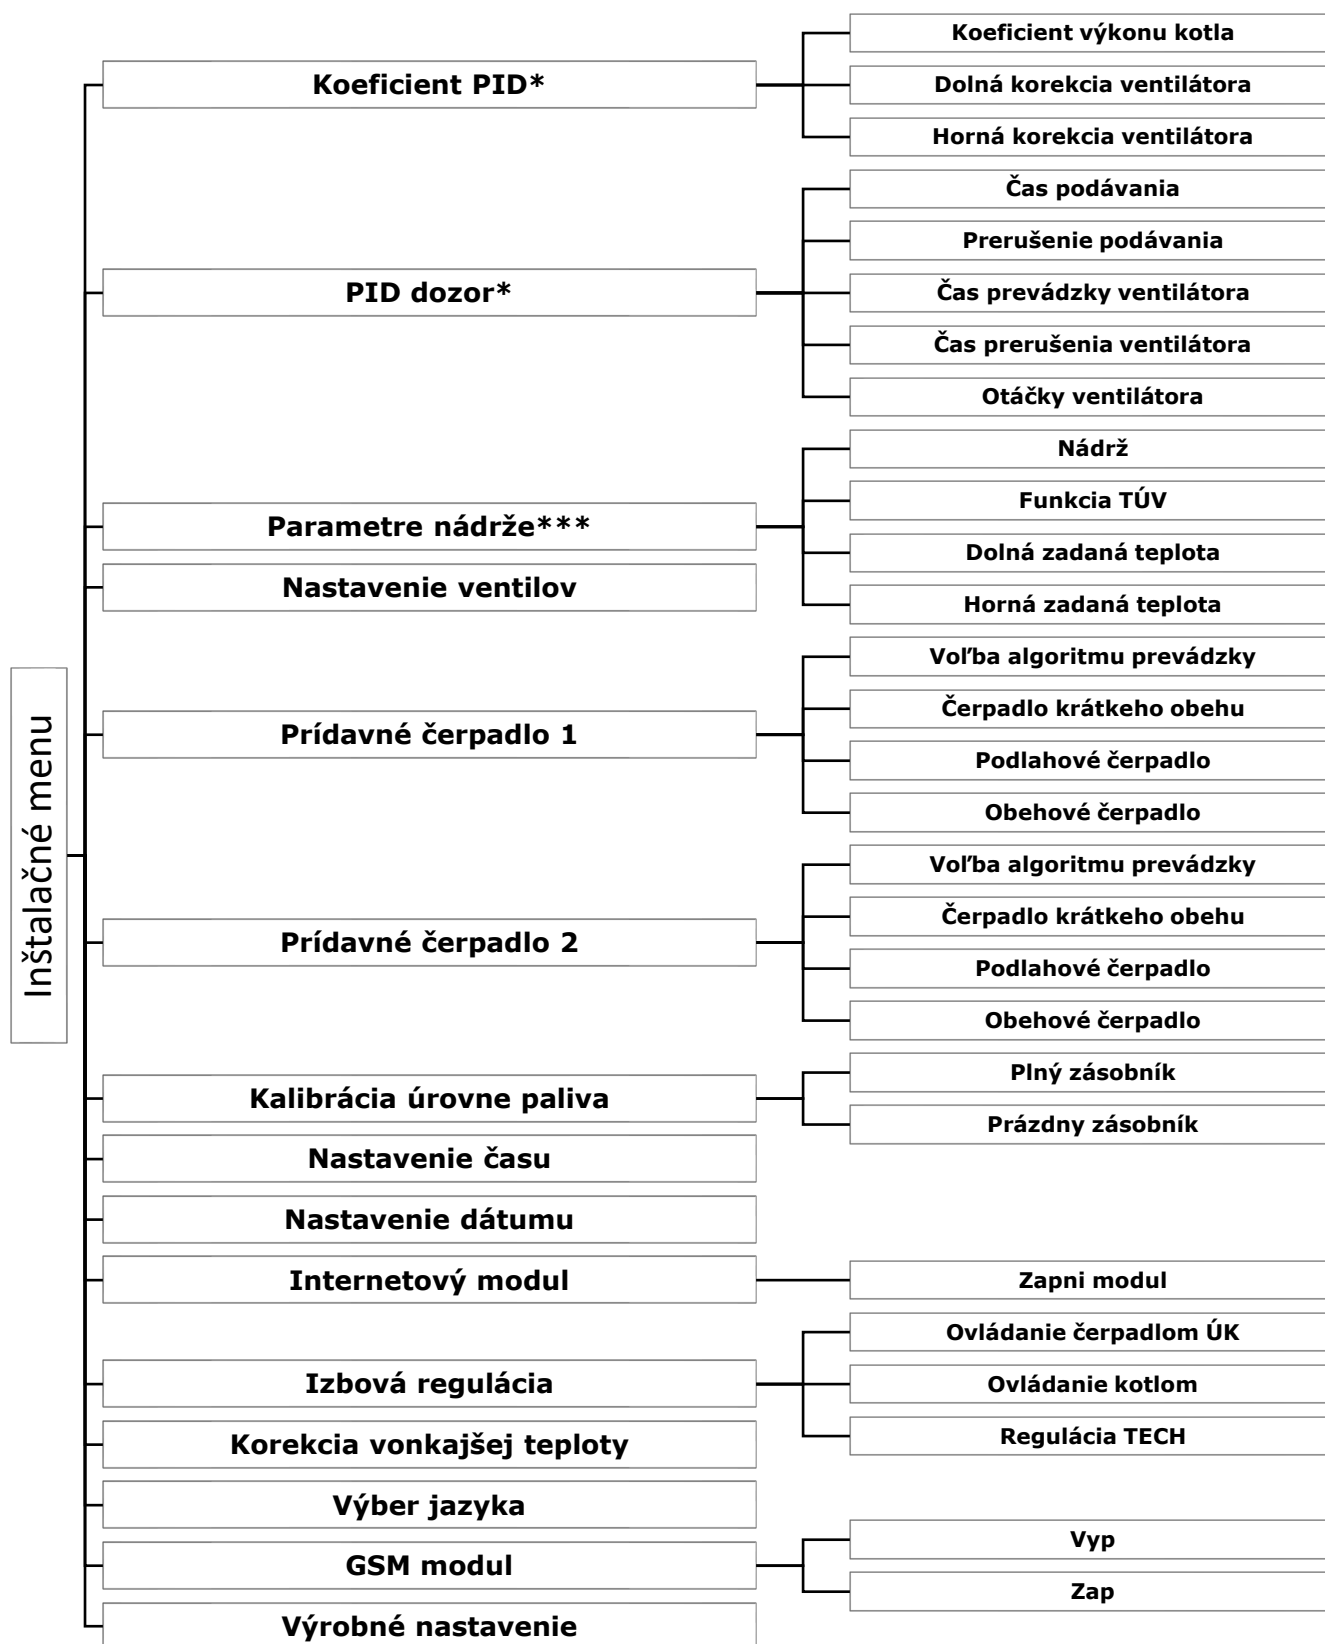 Inštalačné menu
Koeficient PID*
Koeficient výkonu kotla
Dolná korekcia ventilátora
Horná korekcia ventilátora
PID dozor*
Čas podávania
Prerušenie podávania
Čas prevádzky ventilátora
Čas prerušenia ventilátora
Otáčky ventilátora
Parametre nádrže***
Nádrž
Funkcia TÚV
Dolná zadaná teplota
Horná zadaná teplota
Nastavenie ventilov
Prídavné čerpadlo 1
Voľba algoritmu prevádzky
Čerpadlo krátkeho obehu
Podlahové čerpadlo
Obehové čerpadlo
Prídavné čerpadlo 2
Voľba algoritmu prevádzky
Čerpadlo krátkeho obehu
Podlahové čerpadlo
Obehové čerpadlo
Kalibrácia úrovne paliva
Plný zásobník
Prázdny zásobník
Nastavenie času
Nastavenie dátumu
Internetový modul
Zapni modul
Izbová regulácia
Ovládanie čerpadlom ÚK
Ovládanie kotlom
Regulácia TECH
Korekcia vonkajšej teploty
Výber jazyka
GSM modul
Vyp
Zap
Výrobné nastavenie